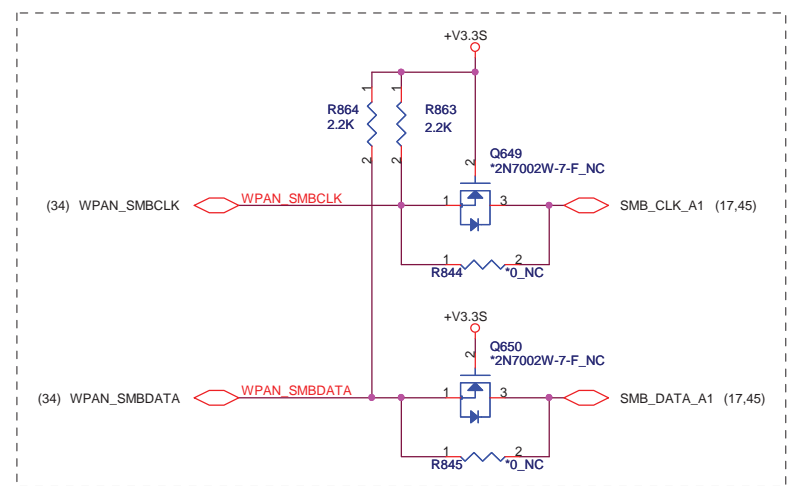 +V3.3S
R864
2.2K
1
2
1
2
R863
2.2K
Q649
*2N7002W-7-F_NC
2
(34) WPAN_SMBCLK
WPAN_SMBCLK
1
3
SMB_CLK_A1 (17,45)
1
2
R844
*0_NC
+V3.3S
Q650
*2N7002W-7-F_NC
2
(34) WPAN_SMBDATA
WPAN_SMBDATA
1
3
SMB_DATA_A1 (17,45)
1
2
R845
*0_NC